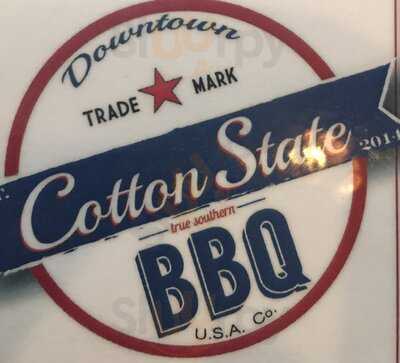 Downtown
TRADE MARK
Cotton State
2014
true southern
BBQ
U.S.A. Co.